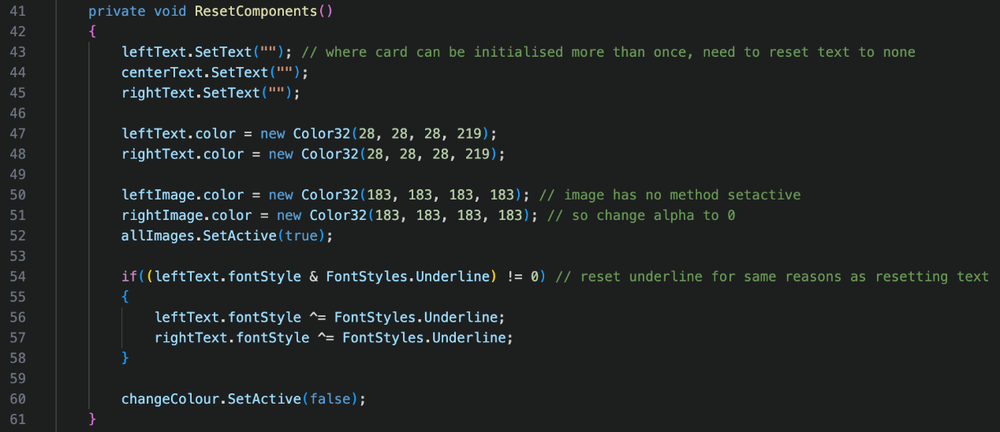 41 private void ResetComponents()
42 {
43 leftText.SetText(""); // where card can be initialised more than once, need to reset text to none
44 centerText.SetText("");
45 rightText.SetText("");
46
47 leftText.color = new Color32(28, 28, 28, 219);
48 rightText.color = new Color32(28, 28, 28, 219);
49
50 leftImage.color = new Color32(183, 183, 183, 183); // image has no method setactive
51 rightImage.color = new Color32(183, 183, 183, 183); // so change alpha to 0
52 allImages.SetActive(true);
53
54 if((leftText.fontStyle & FontStyles.Underline) != 0) // reset underline for same reasons as resetting text
55 {
56 leftText.fontStyle ^= FontStyles.Underline;
57 rightText.fontStyle ^= FontStyles.Underline;
58 }
59
60 changeColour.SetActive(false);
61 }